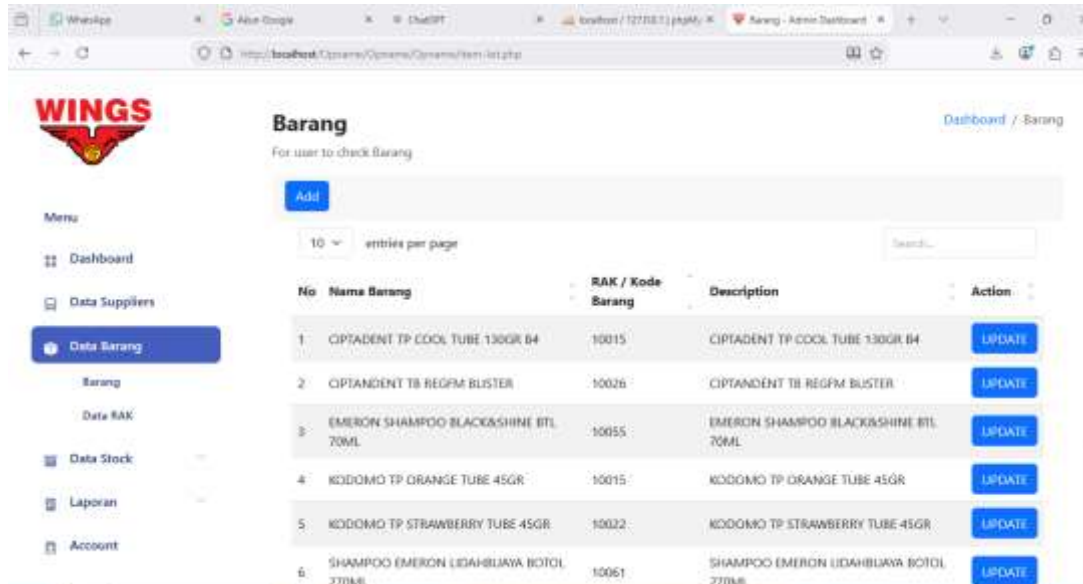 WhatsApp
ChatGPT
Barang - Admin Dashboard
WINGS
Barang
Dashboard / Barang
For user to check Barang
Add
Menu
10 entries per page
Search...
Dashboard
No Nama Barang RAK / Kode Barang Description Action
Data Suppliers
1 CIPTADENT TP COOL TUBE 130GR B4 10015 CIPTADENT TP COOL TUBE 130GR B4 UPDATE
Data Barang
2 CIPTANDENT TB REGFM BLISTER 10026 CIPTANDENT TB REGFM BLISTER UPDATE
Barang
Data RAK
3 EMERON SHAMPOO BLACK&SHINE BTL 70ML 10055 EMERON SHAMPOO BLACK&SHINE BTL 70ML UPDATE
Data Stock
4 KODOMO TP ORANGE TUBE 45GR 10015 KODOMO TP ORANGE TUBE 45GR UPDATE
Laporan
5 KODOMO TP STRAWBERRY TUBE 45GR 10022 KODOMO TP STRAWBERRY TUBE 45GR UPDATE
Account
6 SHAMPOO EMERON LIDAHBUAYA BOTOL 270ML 10061 SHAMPOO EMERON LIDAHBUAYA BOTOL 270ML UPDATE